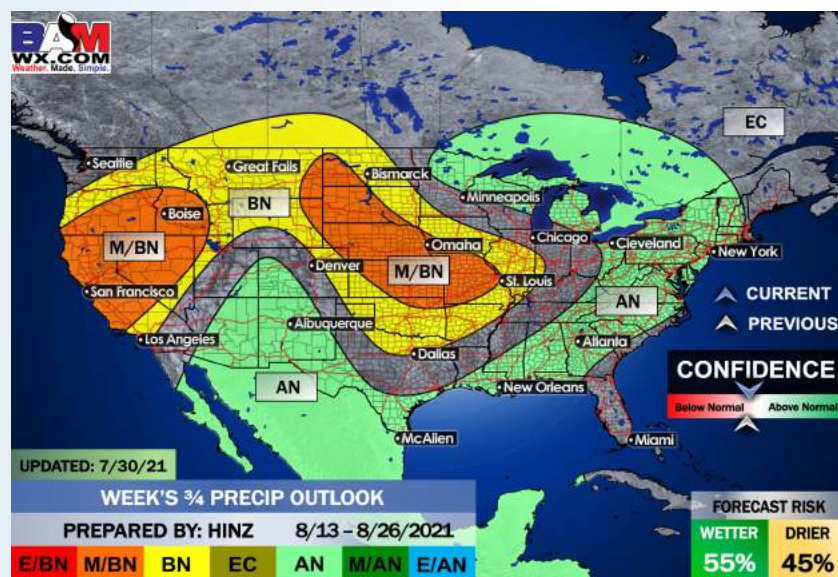 BAM
WX.COM
Weather. Made. Simple.
EC
Seattle
Great Falls
Bismarck
Minneapolis
BN
Boise
M/BN
Omaha
Chicago
Cleveland
New York
Denver
M/BN
St. Louis
San Francisco
AN
CURRENT
PREVIOUS
Los Angeles
Albuquerque
Atlanta
Dallas
AN
New Orleans
CONFIDENCE
Below Normal
Above Normal
McAllen
Miami
UPDATED: 7/30/21
WEEK'S ¾ PRECIP OUTLOOK
PREPARED BY: HINZ 8/13 – 8/26/2021
E/BN M/BN BN EC AN M/AN E/AN
FORECAST RISK
WETTER DRIER
55% 45%